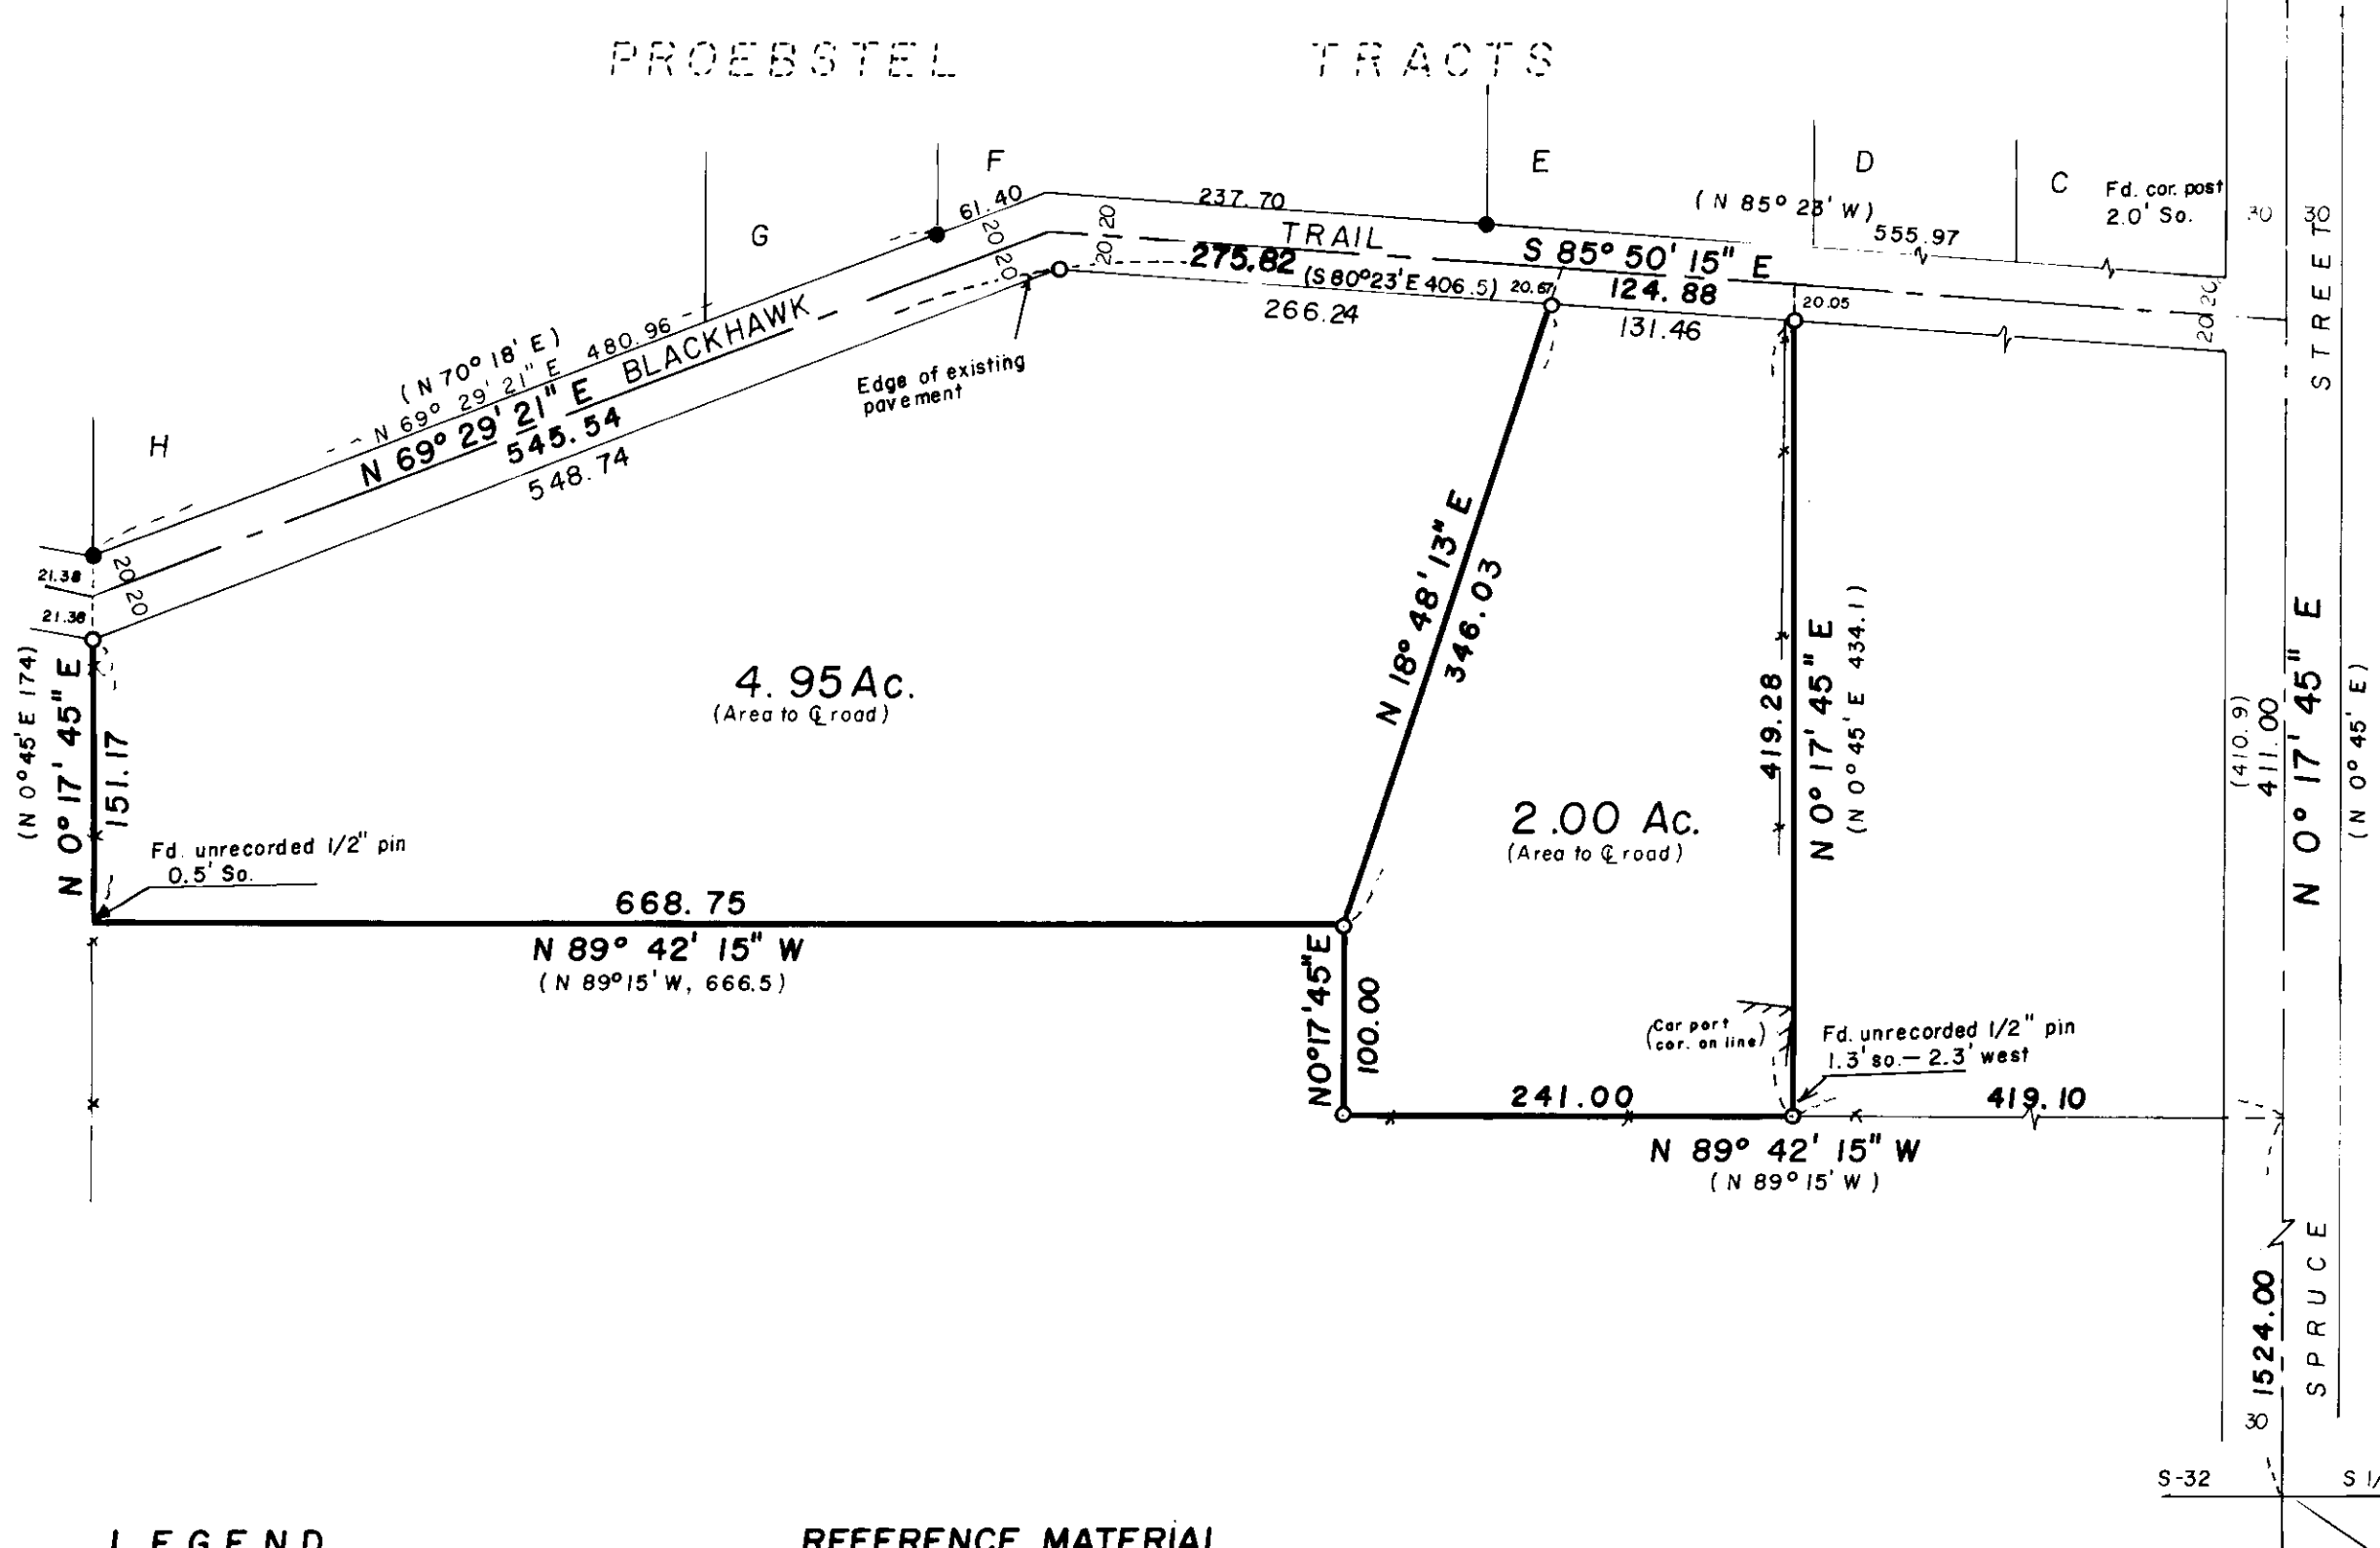 PROEBSTEL TRACTS
F
E
D
C
G
H
Fd. cor. post
2.0' So.
30
30
STREET
61.40
237.70
(N 85° 23' W)
555.97
20 20
20 20
TRAIL
S 85° 50' 15" E
275.82
(S 80°23' E 406.5)
20.67
124.88
20.05
266.24
131.46
20 20
(N 70° 18' E)
N 69° 29' 21" E 480.96
N 69° 29' 21" E BLACKHAWK
545.54
548.74
Edge of existing
pavement
21.38
20 20
21.38
(N 0°45' E 174)
N 0° 17' 45" E
151.17
4.95 Ac.
(Area to ℄ road)
N 18° 48' 13" E
346.03
419.28
N 0° 17' 45" E
(N 0°45' E 434.1)
(410.9)
411.00
N 0° 17' 45" E
(N 0° 45' E)
2.00 Ac.
(Area to ℄ road)
Fd. unrecorded 1/2" pin
0.5' So.
668.75
N 89° 42' 15" W
(N 89°15' W, 666.5)
N 0°17'45" E
100.00
(Car port
cor. on line)
Fd. unrecorded 1/2" pin
1.3' so.— 2.3' west
241.00
419.10
N 89° 42' 15" W
(N 89° 15' W)
1524.00
SPRUCE
30
S-32
S 1/
LEGEND
REFERENCE MATERIAL